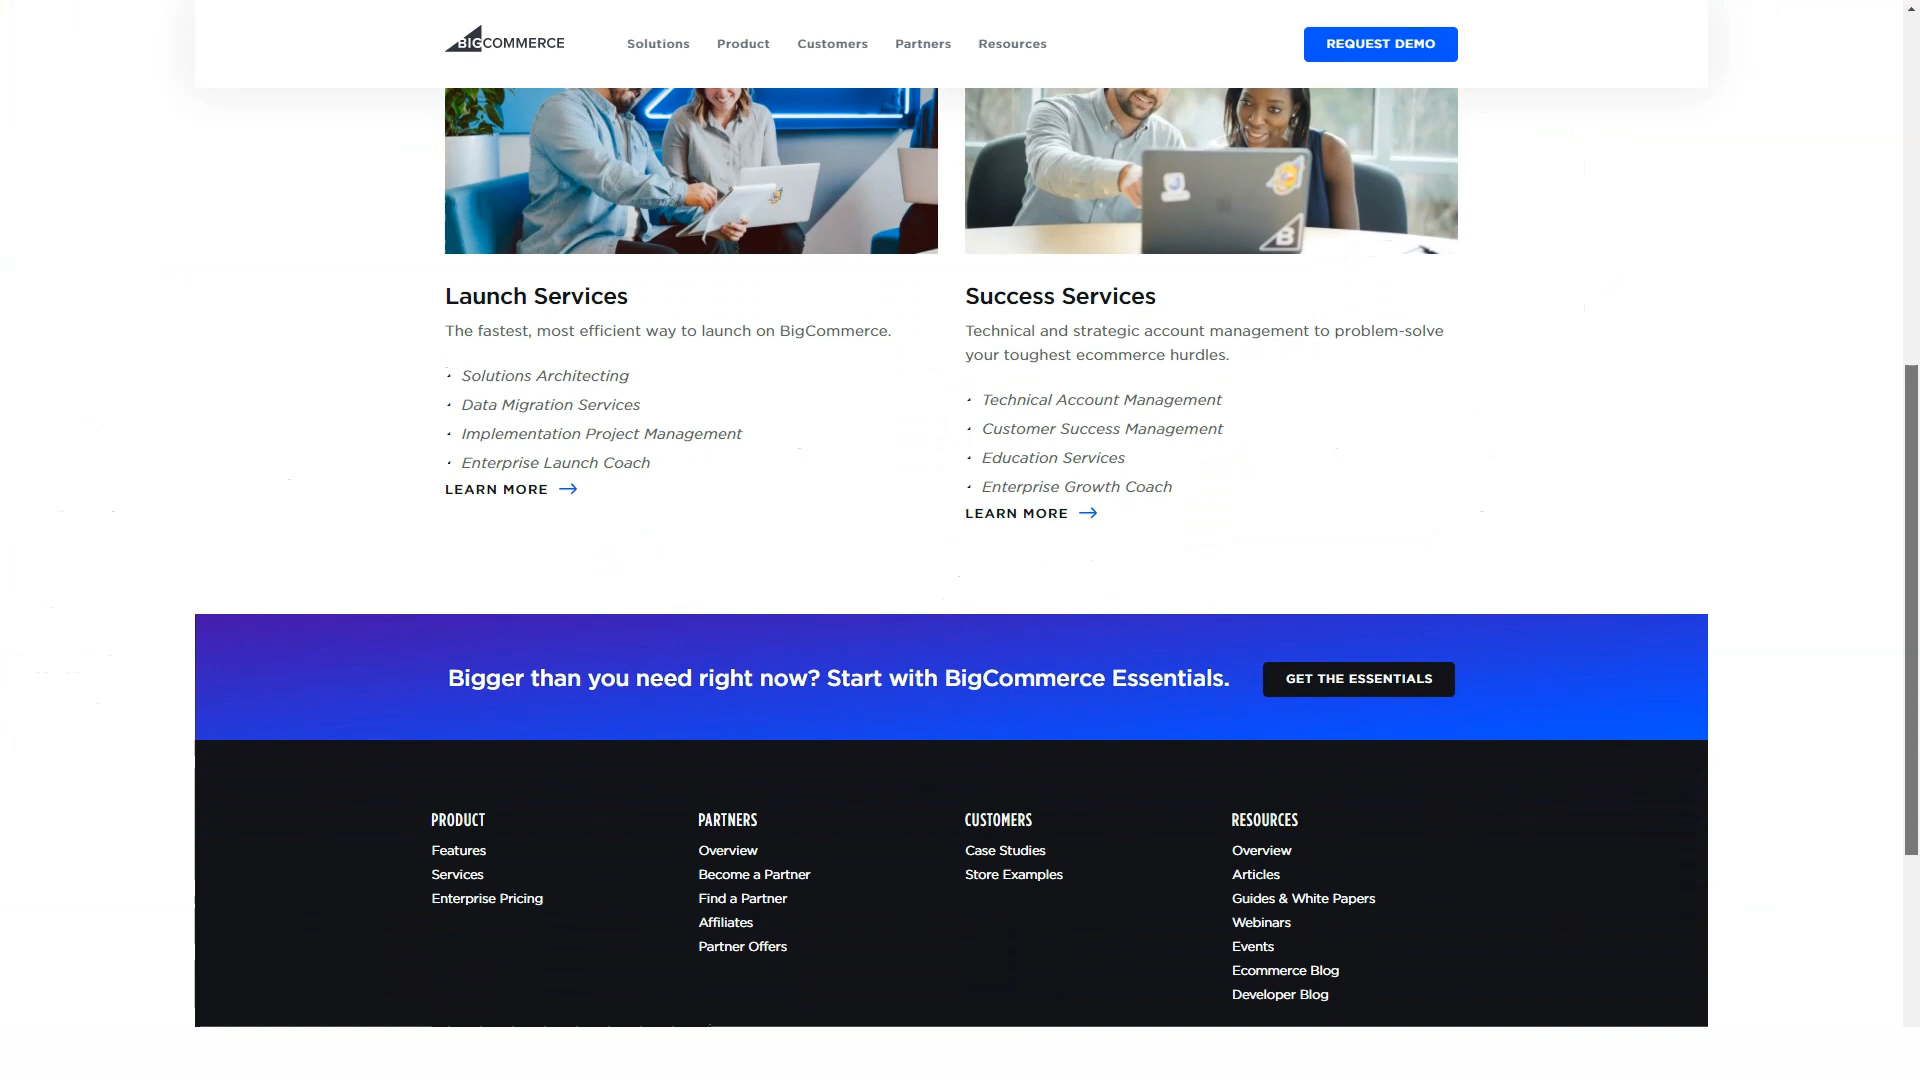 BIGCOMMERCE
Solutions
Product
Customers
Partners
Resources
REQUEST DEMO
B
Launch Services
The fastest, most efficient way to launch on BigCommerce.
· Solutions Architecting
· Data Migration Services
· Implementation Project Management
· Enterprise Launch Coach
LEARN MORE →
Success Services
Technical and strategic account management to problem-solve
your toughest ecommerce hurdles.
· Technical Account Management
· Customer Success Management
· Education Services
· Enterprise Growth Coach
LEARN MORE →
Bigger than you need right now? Start with BigCommerce Essentials.
GET THE ESSENTIALS
PRODUCT
Features
Services
Enterprise Pricing
PARTNERS
Overview
Become a Partner
Find a Partner
Affiliates
Partner Offers
CUSTOMERS
Case Studies
Store Examples
RESOURCES
Overview
Articles
Guides & White Papers
Webinars
Events
Ecommerce Blog
Developer Blog